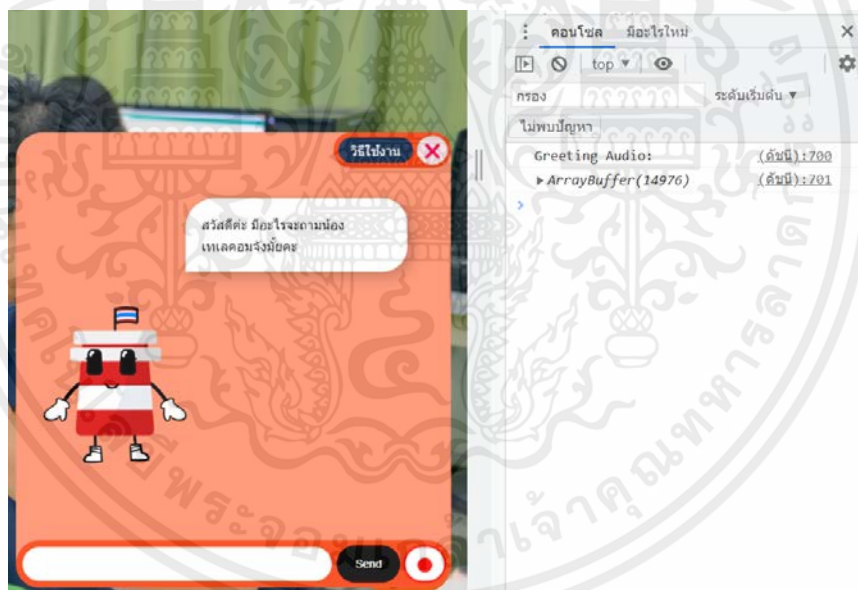 วิธีใช้งาน
สวัสดีค่ะ มีอะไรจะถามน้อง
เทเลคอมจังมั้ยคะ
Send
คอนโซล มีอะไรใหม่
top
กรอง ระดับเริ่มต้น
ไม่พบปัญหา
Greeting Audio: (ดัชนี):700
ArrayBuffer(14976) (ดัชนี):701